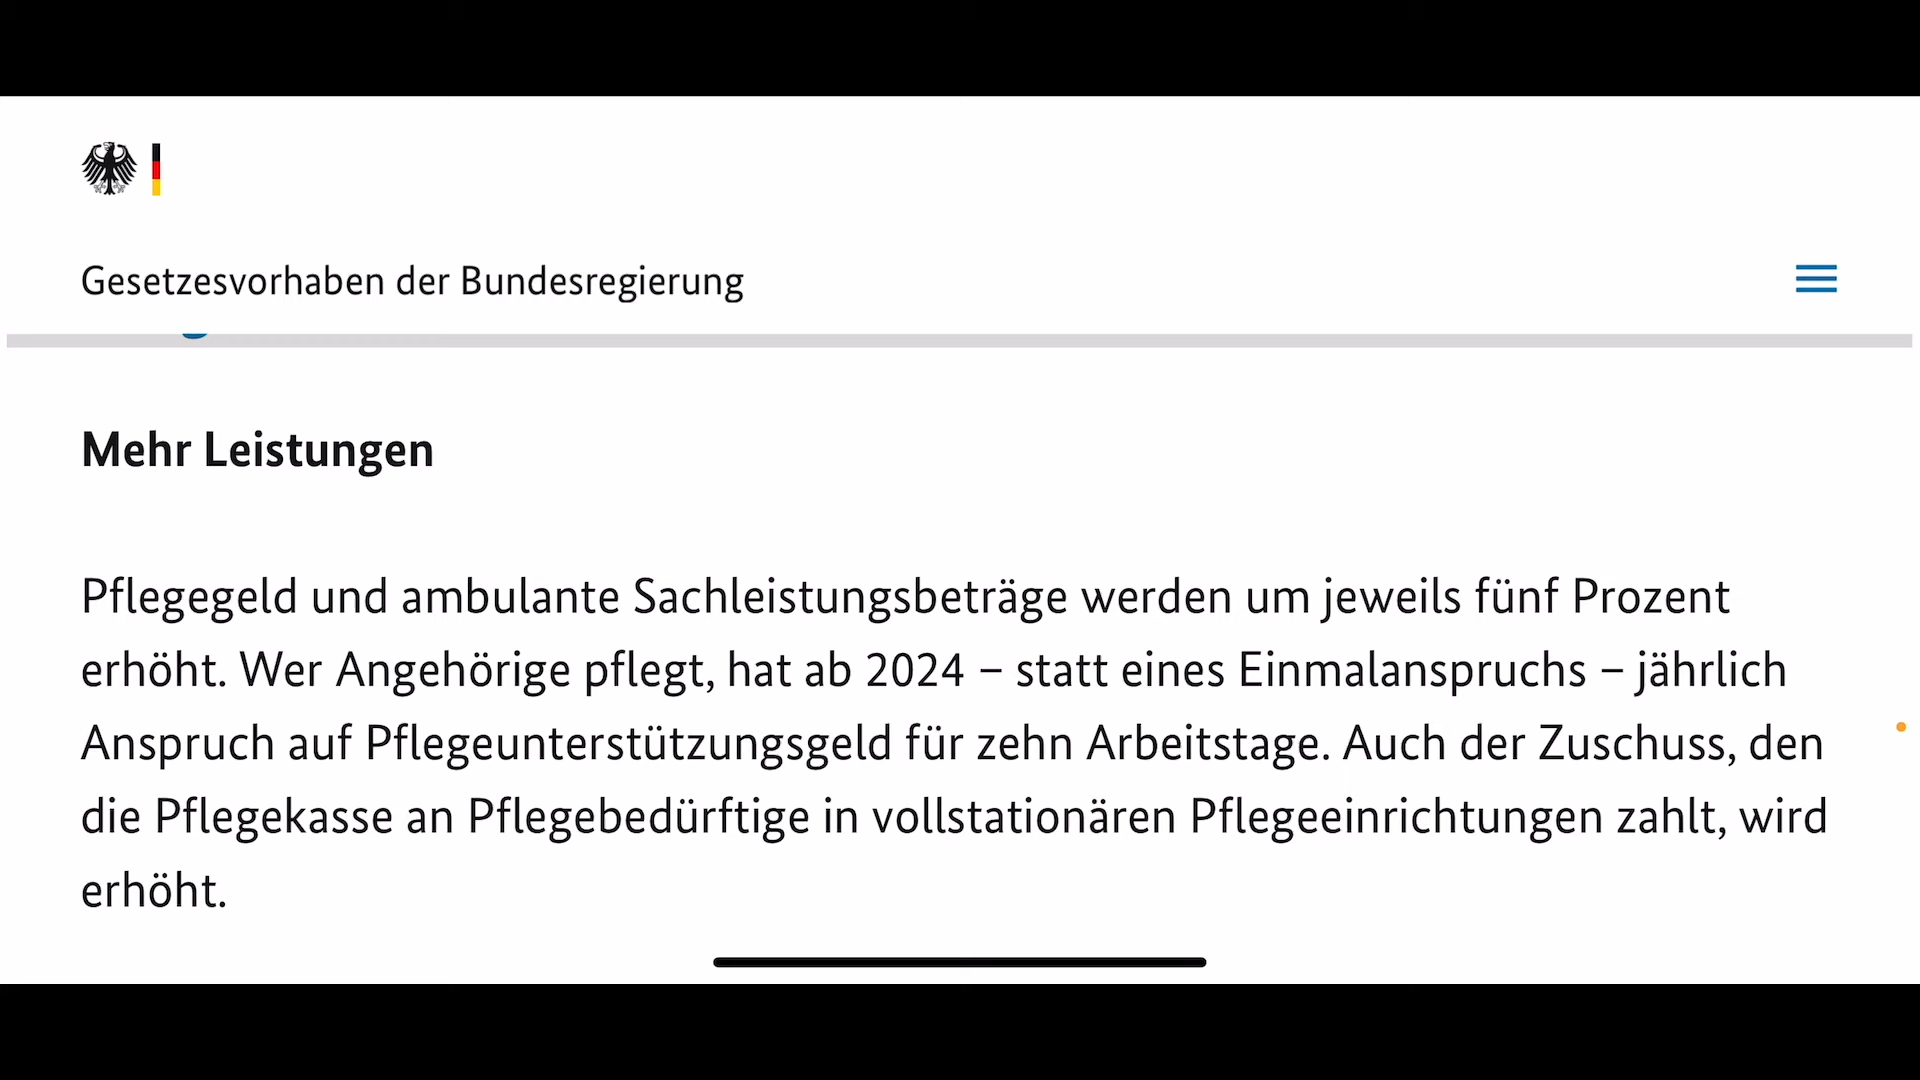 Gesetzesvorhaben der Bundesregierung
Mehr Leistungen
Pflegegeld und ambulante Sachleistungsbeträge werden um jeweils fünf Prozent
erhöht. Wer Angehörige pflegt, hat ab 2024 – statt eines Einmalanspruchs – jährlich
Anspruch auf Pflegeunterstützungsgeld für zehn Arbeitstage. Auch der Zuschuss, den
die Pflegekasse an Pflegebedürftige in vollstationären Pflegeeinrichtungen zahlt, wird
erhöht.